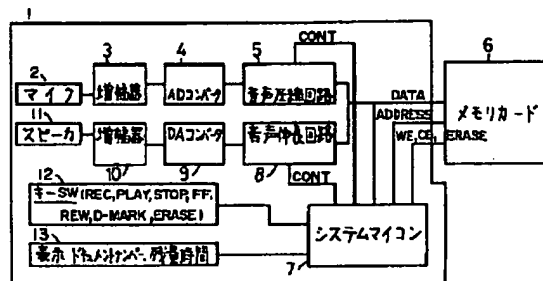 1
3
4
5
CONT
6
2
マイク
増幅器
ADコンバータ
音声圧縮回路
DATA
ADDRESS
メモリカード
11
スピーカ
増幅器
DAコンバータ
音声伸長回路
WE,CE,ERASE
10
9
8
CONT
12
キーSW(REC,PLAY,STOP,FF,
REW,D-MARK,ERASE)
システムマイコン
7
13
表示 ドキュメントナンバー,残量時間